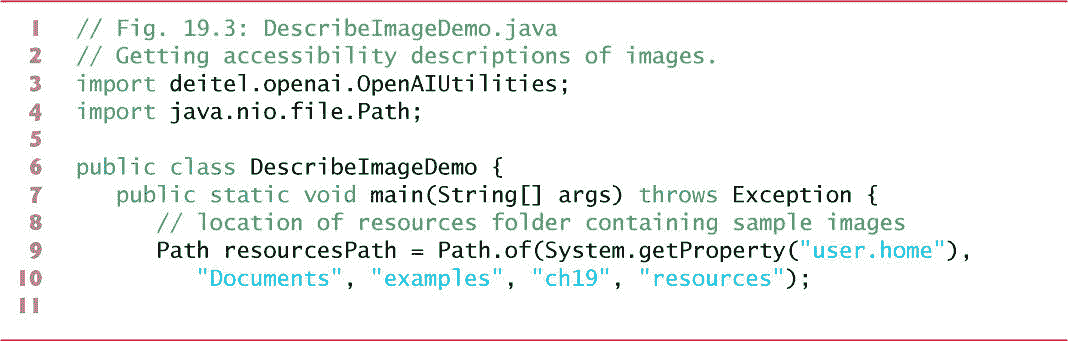 1 // Fig. 19.3: DescribeImageDemo.java
2 // Getting accessibility descriptions of images.
3 import deitel.openai.OpenAIUtilities;
4 import java.nio.file.Path;
5
6 public class DescribeImageDemo {
7    public static void main(String[] args) throws Exception {
8       // location of resources folder containing sample images
9       Path resourcesPath = Path.of(System.getProperty("user.home"),
10         "Documents", "examples", "ch19", "resources");
11